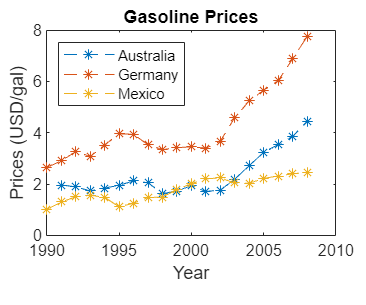 Gasoline Prices
Prices (USD/gal)
8
6
4
2
0
Australia
Germany
Mexico
1990
1995
2000
2005
2010
Year